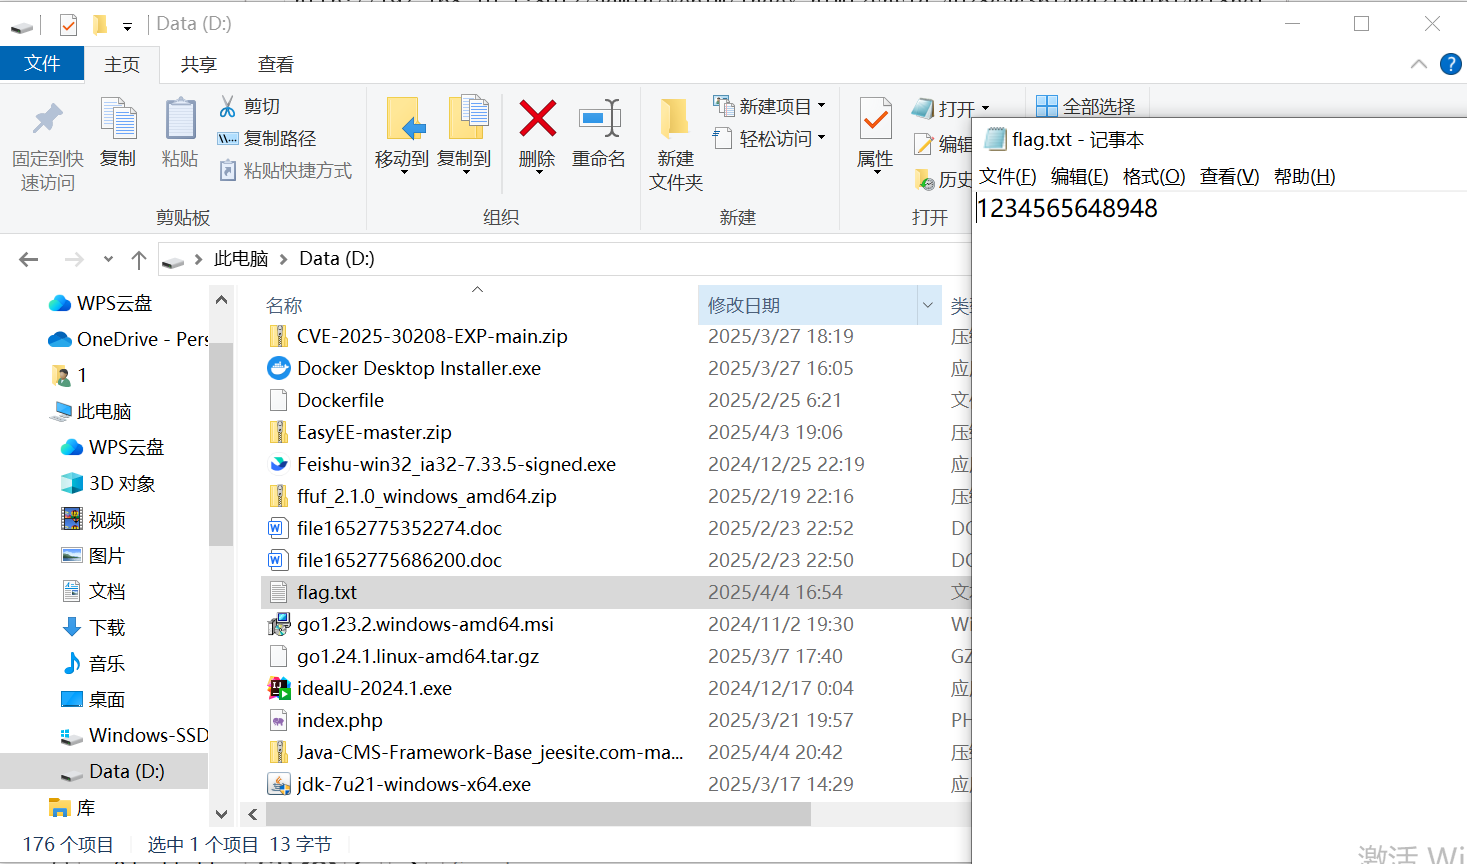 Data (D:)
文件 主页 共享 查看
固定到快速访问
复制
粘贴
剪切
复制路径
粘贴快捷方式
剪贴板
移动到 复制到 删除 重命名
组织
新建文件夹
新建项目
轻松访问
新建
属性
打开
编辑
历史
打开
全部选择
此电脑 > Data (D:)
WPS云盘
OneDrive - Pers
1
此电脑
WPS云盘
3D 对象
视频
图片
文档
下载
音乐
桌面
Windows-SSD
Data (D:)
库
名称 修改日期 类
CVE-2025-30208-EXP-main.zip 2025/3/27 18:19 压
Docker Desktop Installer.exe 2025/3/27 16:05 应
Dockerfile 2025/2/25 6:21 文
EasyEE-master.zip 2025/4/3 19:06 压
Feishu-win32_ia32-7.33.5-signed.exe 2024/12/25 22:19 应
ffuf_2.1.0_windows_amd64.zip 2025/2/19 22:16 压
file1652775352274.doc 2025/2/23 22:52 DO
file1652775686200.doc 2025/2/23 22:50 DO
flag.txt 2025/4/4 16:54 文
go1.23.2.windows-amd64.msi 2024/11/2 19:30 Wi
go1.24.1.linux-amd64.tar.gz 2025/3/7 17:40 GZ
idealU-2024.1.exe 2024/12/17 0:04 应
index.php 2025/3/21 19:57 PH
Java-CMS-Framework-Base_jeesite.com-ma... 2025/4/4 20:42 压
jdk-7u21-windows-x64.exe 2025/3/17 14:29 应
176 个项目 选中 1 个项目 13 字节
flag.txt - 记事本
文件(F) 编辑(E) 格式(O) 查看(V) 帮助(H)
1234565648948
激活 Wi